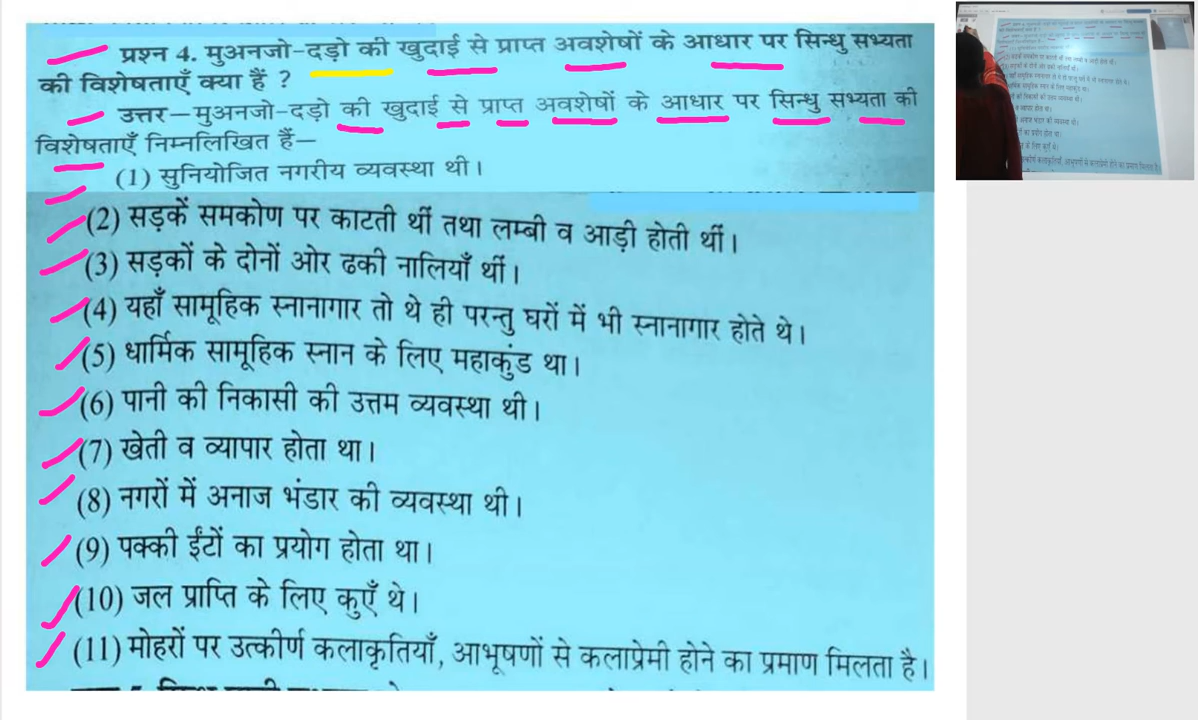 प्रश्न 4. मुअनजो-दड़ो की खुदाई से प्राप्त अवशेषों के आधार पर सिन्धु सभ्यता
की विशेषताएँ क्या हैं ?
उत्तर—मुअनजो-दड़ो की खुदाई से प्राप्त अवशेषों के आधार पर सिन्धु सभ्यता की
विशेषताएँ निम्नलिखित हैं—
(1) सुनियोजित नगरीय व्यवस्था थी।
(2) सड़कें समकोण पर काटती थीं तथा लम्बी व आड़ी होती थीं।
(3) सड़कों के दोनों ओर ढकी नालियाँ थीं।
(4) यहाँ सामूहिक स्नानागार तो थे ही परन्तु घरों में भी स्नानागार होते थे।
(5) धार्मिक सामूहिक स्नान के लिए महाकुंड था।
(6) पानी की निकासी की उत्तम व्यवस्था थी।
(7) खेती व व्यापार होता था।
(8) नगरों में अनाज भंडार की व्यवस्था थी।
(9) पक्की ईंटों का प्रयोग होता था।
(10) जल प्राप्ति के लिए कुएँ थे।
(11) मोहरों पर उत्कीर्ण कलाकृतियाँ, आभूषणों से कलाप्रेमी होने का प्रमाण मिलता है।